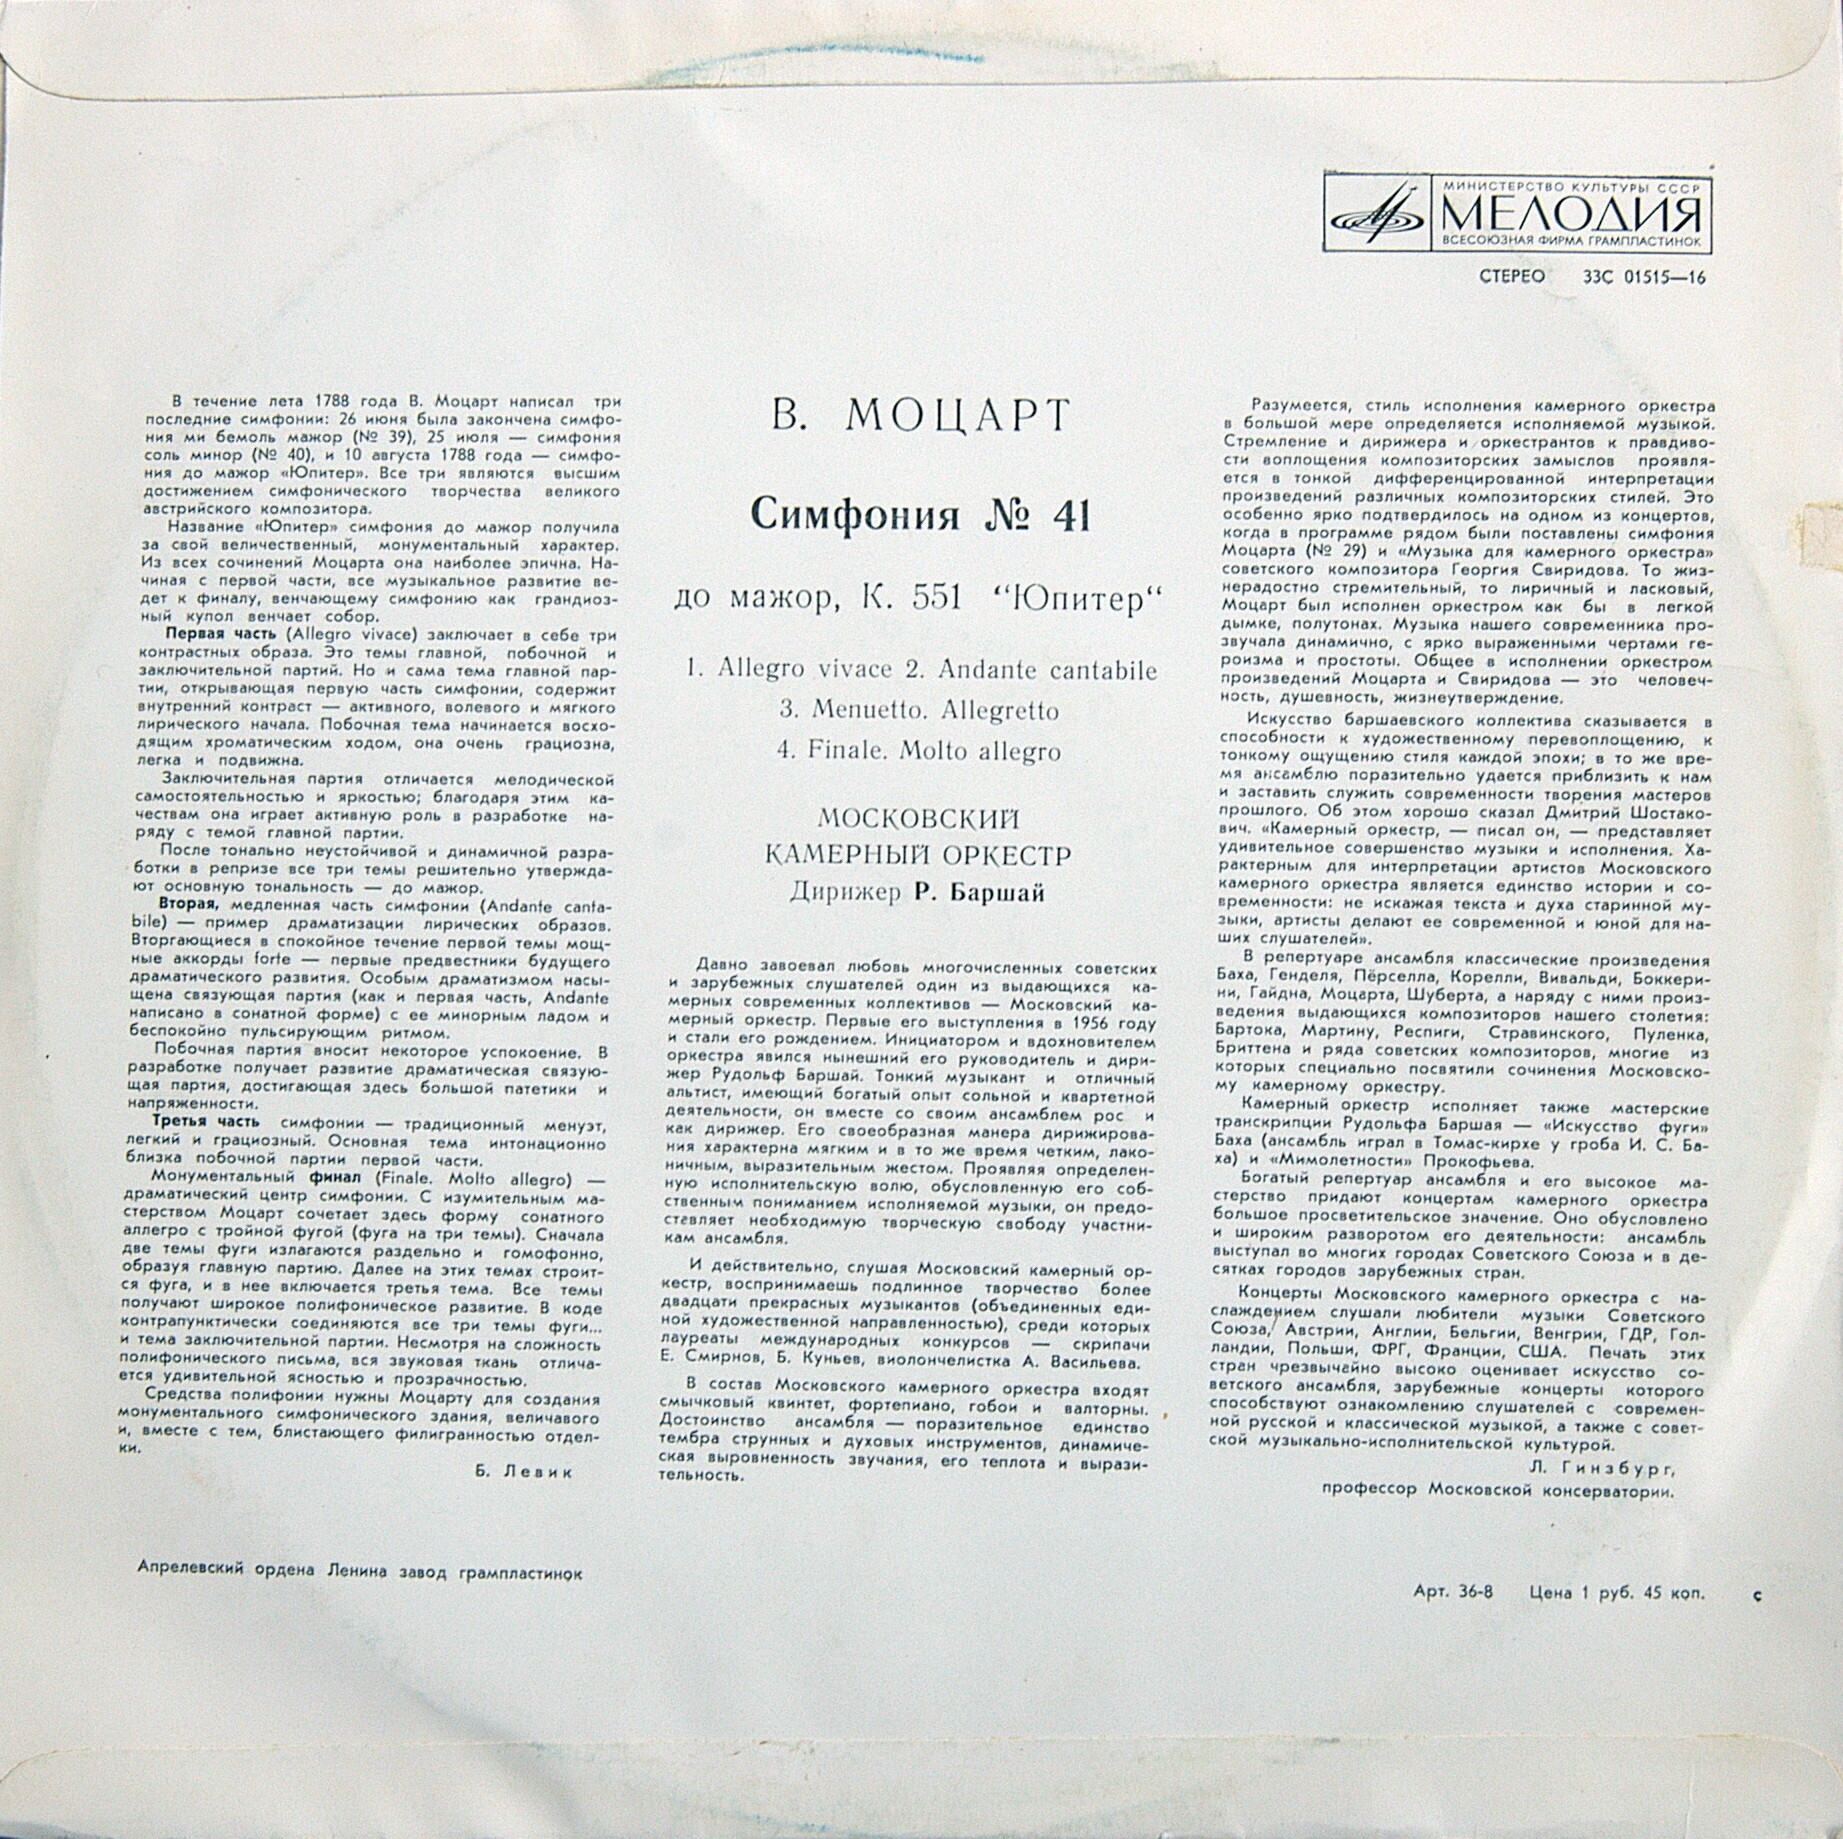 МИНИСТЕРСТВО КУЛЬТУРЫ СССР
МЕЛОДИЯ
ВСЕСОЮЗНАЯ ФИРМА ГРАМПЛАСТИНОК
СТЕРЕО 33С 01515—16
В течение лета 1788 года В. Моцарт написал три
последние симфонии: 26 июня была закончена симфо-
ния ми бемоль мажор (№ 39), 25 июля — симфония
соль минор (№ 40), и 10 августа 1788 года — симфо-
ния до мажор «Юпитер». Все три являются высшим
достижением симфонического творчества великого
австрийского композитора.
Название «Юпитер» симфония до мажор получила
за свой величественный, монументальный характер.
Из всех сочинений Моцарта она наиболее эпична. На-
чиная с первой части, все музыкальное развитие ве-
дет к финалу, венчающему симфонию как грандиоз-
ный купол венчает собор.
Первая часть (Allegro vivace) заключает в себе три
контрастных образа. Это темы главной, побочной и
заключительной партий. Но и сама тема главной пар-
тии, открывающая первую часть симфонии, содержит
внутренний контраст — активного, волевого и мягкого
лирического начала. Побочная тема начинается восхо-
дящим хроматическим ходом, она очень грациозна,
легка и подвижна.
Заключительная партия отличается мелодической
самостоятельностью и яркостью; благодаря этим ка-
чествам она играет активную роль в разработке на-
ряду с темой главной партии.
После тонально неустойчивой и динамичной разра-
ботки в репризе все три темы решительно утвержда-
ют основную тональность — до мажор.
Вторая, медленная часть симфонии (Andante canta-
bile) — пример драматизации лирических образов.
Вторгающиеся в спокойное течение первой темы мощ-
ные аккорды forte — первые предвестники будущего
драматического развития. Особым драматизмом насы-
щена связующая партия (как и первая часть, Andante
написано в сонатной форме) с ее минорным ладом и
беспокойно пульсирующим ритмом.
Побочная партия вносит некоторое успокоение. В
разработке получает развитие драматическая связую-
щая партия, достигающая здесь большой патетики и
напряженности.
Третья часть симфонии — традиционный менуэт,
легкий и грациозный. Основная тема интонационно
близка побочной партии первой части.
Монументальный финал (Finale. Molto allegro) —
драматический центр симфонии. С изумительным ма-
стерством Моцарт сочетает здесь форму сонатного
аллегро с тройной фугой (фуга на три темы). Сначала
две темы фуги излагаются раздельно и гомофонно,
образуя главную партию. Далее на этих темах строит-
ся фуга, и в нее включается третья тема. Все темы
получают широкое полифоническое развитие. В коде
контрапунктически соединяются все три темы фуги...
и тема заключительной партии. Несмотря на сложность
полифонического письма, вся звуковая ткань отлича-
ется удивительной ясностью и прозрачностью.
Средства полифонии нужны Моцарту для создания
монументального симфонического здания, величавого
и, вместе с тем, блистающего филигранностью отдел-
ки.
Б. Левик
В. МОЦАРТ
Симфония № 41
до мажор, К. 551 “Юпитер“
1. Allegro vivace 2. Andante cantabile
3. Menuetto. Allegretto
4. Finale. Molto allegro
МОСКОВСКИЙ
КАМЕРНЫЙ ОРКЕСТР
Дирижер Р. Баршай
Давно завоевал любовь многочисленных советских
и зарубежных слушателей один из выдающихся ка-
мерных современных коллективов — Московский ка-
мерный оркестр. Первые его выступления в 1956 году
и стали его рождением. Инициатором и вдохновителем
оркестра явился нынешний его руководитель и дири-
жер Рудольф Баршай. Тонкий музыкант и отличный
альтист, имеющий богатый опыт сольной и квартетной
деятельности, он вместе со своим ансамблем рос и
как дирижер. Его своеобразная манера дирижирова-
ния характерна мягким и в то же время четким, лако-
ничным, выразительным жестом. Проявляя определен-
ную исполнительскую волю, обусловленную его соб-
ственным пониманием исполняемой музыки, он предо-
ставляет необходимую творческую свободу участни-
кам ансамбля.
И действительно, слушая Московский камерный ор-
кестр, воспринимаешь подлинное творчество более
двадцати прекрасных музыкантов (объединенных еди-
ной художественной направленностью), среди которых
лауреаты международных конкурсов — скрипачи
Е. Смирнов, Б. Куньев, виолончелистка А. Васильева.
В состав Московского камерного оркестра входят
смычковый квинтет, фортепиано, гобои и валторны.
Достоинство ансамбля — поразительное единство
тембра струнных и духовых инструментов, динамиче-
ская выровненность звучания, его теплота и вырази-
тельность.
Разумеется, стиль исполнения камерного оркестра
в большой мере определяется исполняемой музыкой.
Стремление и дирижера и оркестрантов к правдиво-
сти воплощения композиторских замыслов проявля-
ется в тонкой дифференцированной интерпретации
произведений различных композиторских стилей. Это
особенно ярко подтвердилось на одном из концертов,
когда в программе рядом были поставлены симфония
Моцарта (№ 29) и «Музыка для камерного оркестра»
советского композитора Георгия Свиридова. То жиз-
нерадостно стремительный, то лиричный и ласковый,
Моцарт был исполнен оркестром как бы в легкой
дымке, полутонах. Музыка нашего современника про-
звучала динамично, с ярко выраженными чертами ге-
роизма и простоты. Общее в исполнении оркестром
произведений Моцарта и Свиридова — это человеч-
ность, душевность, жизнеутверждение.
Искусство баршаевского коллектива сказывается в
способности к художественному перевоплощению, к
тонкому ощущению стиля каждой эпохи; в то же вре-
мя ансамблю поразительно удается приблизить к нам
и заставить служить современности творения мастеров
прошлого. Об этом хорошо сказал Дмитрий Шостако-
вич. «Камерный оркестр, — писал он, — представляет
удивительное совершенство музыки и исполнения. Ха-
рактерным для интерпретации артистов Московского
камерного оркестра является единство истории и со-
временности: не искажая текста и духа старинной му-
зыки, артисты делают ее современной и юной для на-
ших слушателей».
В репертуаре ансамбля классические произведения
Баха, Генделя, Пёрселла, Корелли, Вивальди, Боккери-
ни, Гайдна, Моцарта, Шуберта, а наряду с ними произ-
ведения выдающихся композиторов нашего столетия:
Бартока, Мартину, Респиги, Стравинского, Пуленка,
Бриттена и ряда советских композиторов, многие из
которых специально посвятили сочинения Московско-
му камерному оркестру.
Камерный оркестр исполняет также мастерские
транскрипции Рудольфа Баршая — «Искусство фуги»
Баха (ансамбль играл в Томас-кирхе у гроба И. С. Ба-
ха) и «Мимолетности» Прокофьева.
Богатый репертуар ансамбля и его высокое ма-
стерство придают концертам камерного оркестра
большое просветительское значение. Оно обусловлено
и широким разворотом его деятельности: ансамбль
выступал во многих городах Советского Союза и в де-
сятках городов зарубежных стран.
Концерты Московского камерного оркестра с на-
слаждением слушали любители музыки Советского
Союза, Австрии, Англии, Бельгии, Венгрии, ГДР, Гол-
ландии, Польши, ФРГ, Франции, США. Печать этих
стран чрезвычайно высоко оценивает искусство со-
ветского ансамбля, зарубежные концерты которого
способствуют ознакомлению слушателей с современ-
ной русской и классической музыкой, а также с совет-
ской музыкально-исполнительской культурой.
Л. Гинзбург,
профессор Московской консерватории.
Апрелевский ордена Ленина завод грампластинок
Арт. 36-8 Цена 1 руб. 45 коп. с